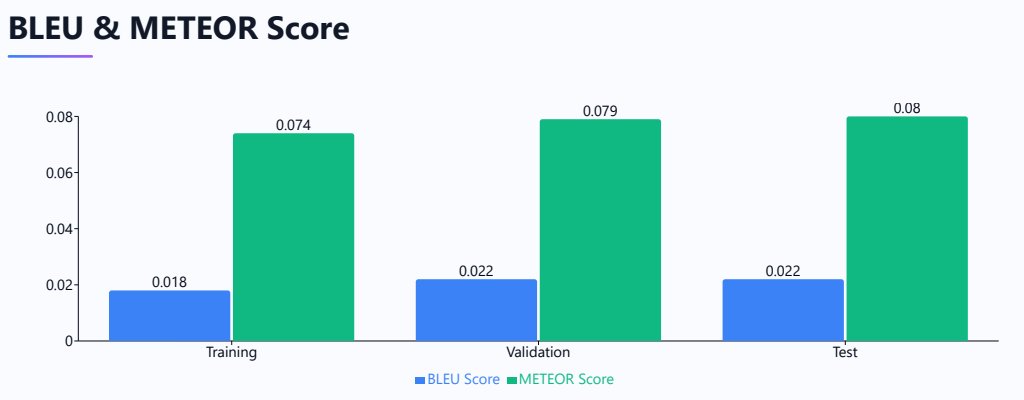 BLEU & METEOR Score
0.08
0.06
0.04
0.02
0
0.018
0.074
0.022
0.079
0.022
0.08
Training
Validation
Test
BLEU Score METEOR Score